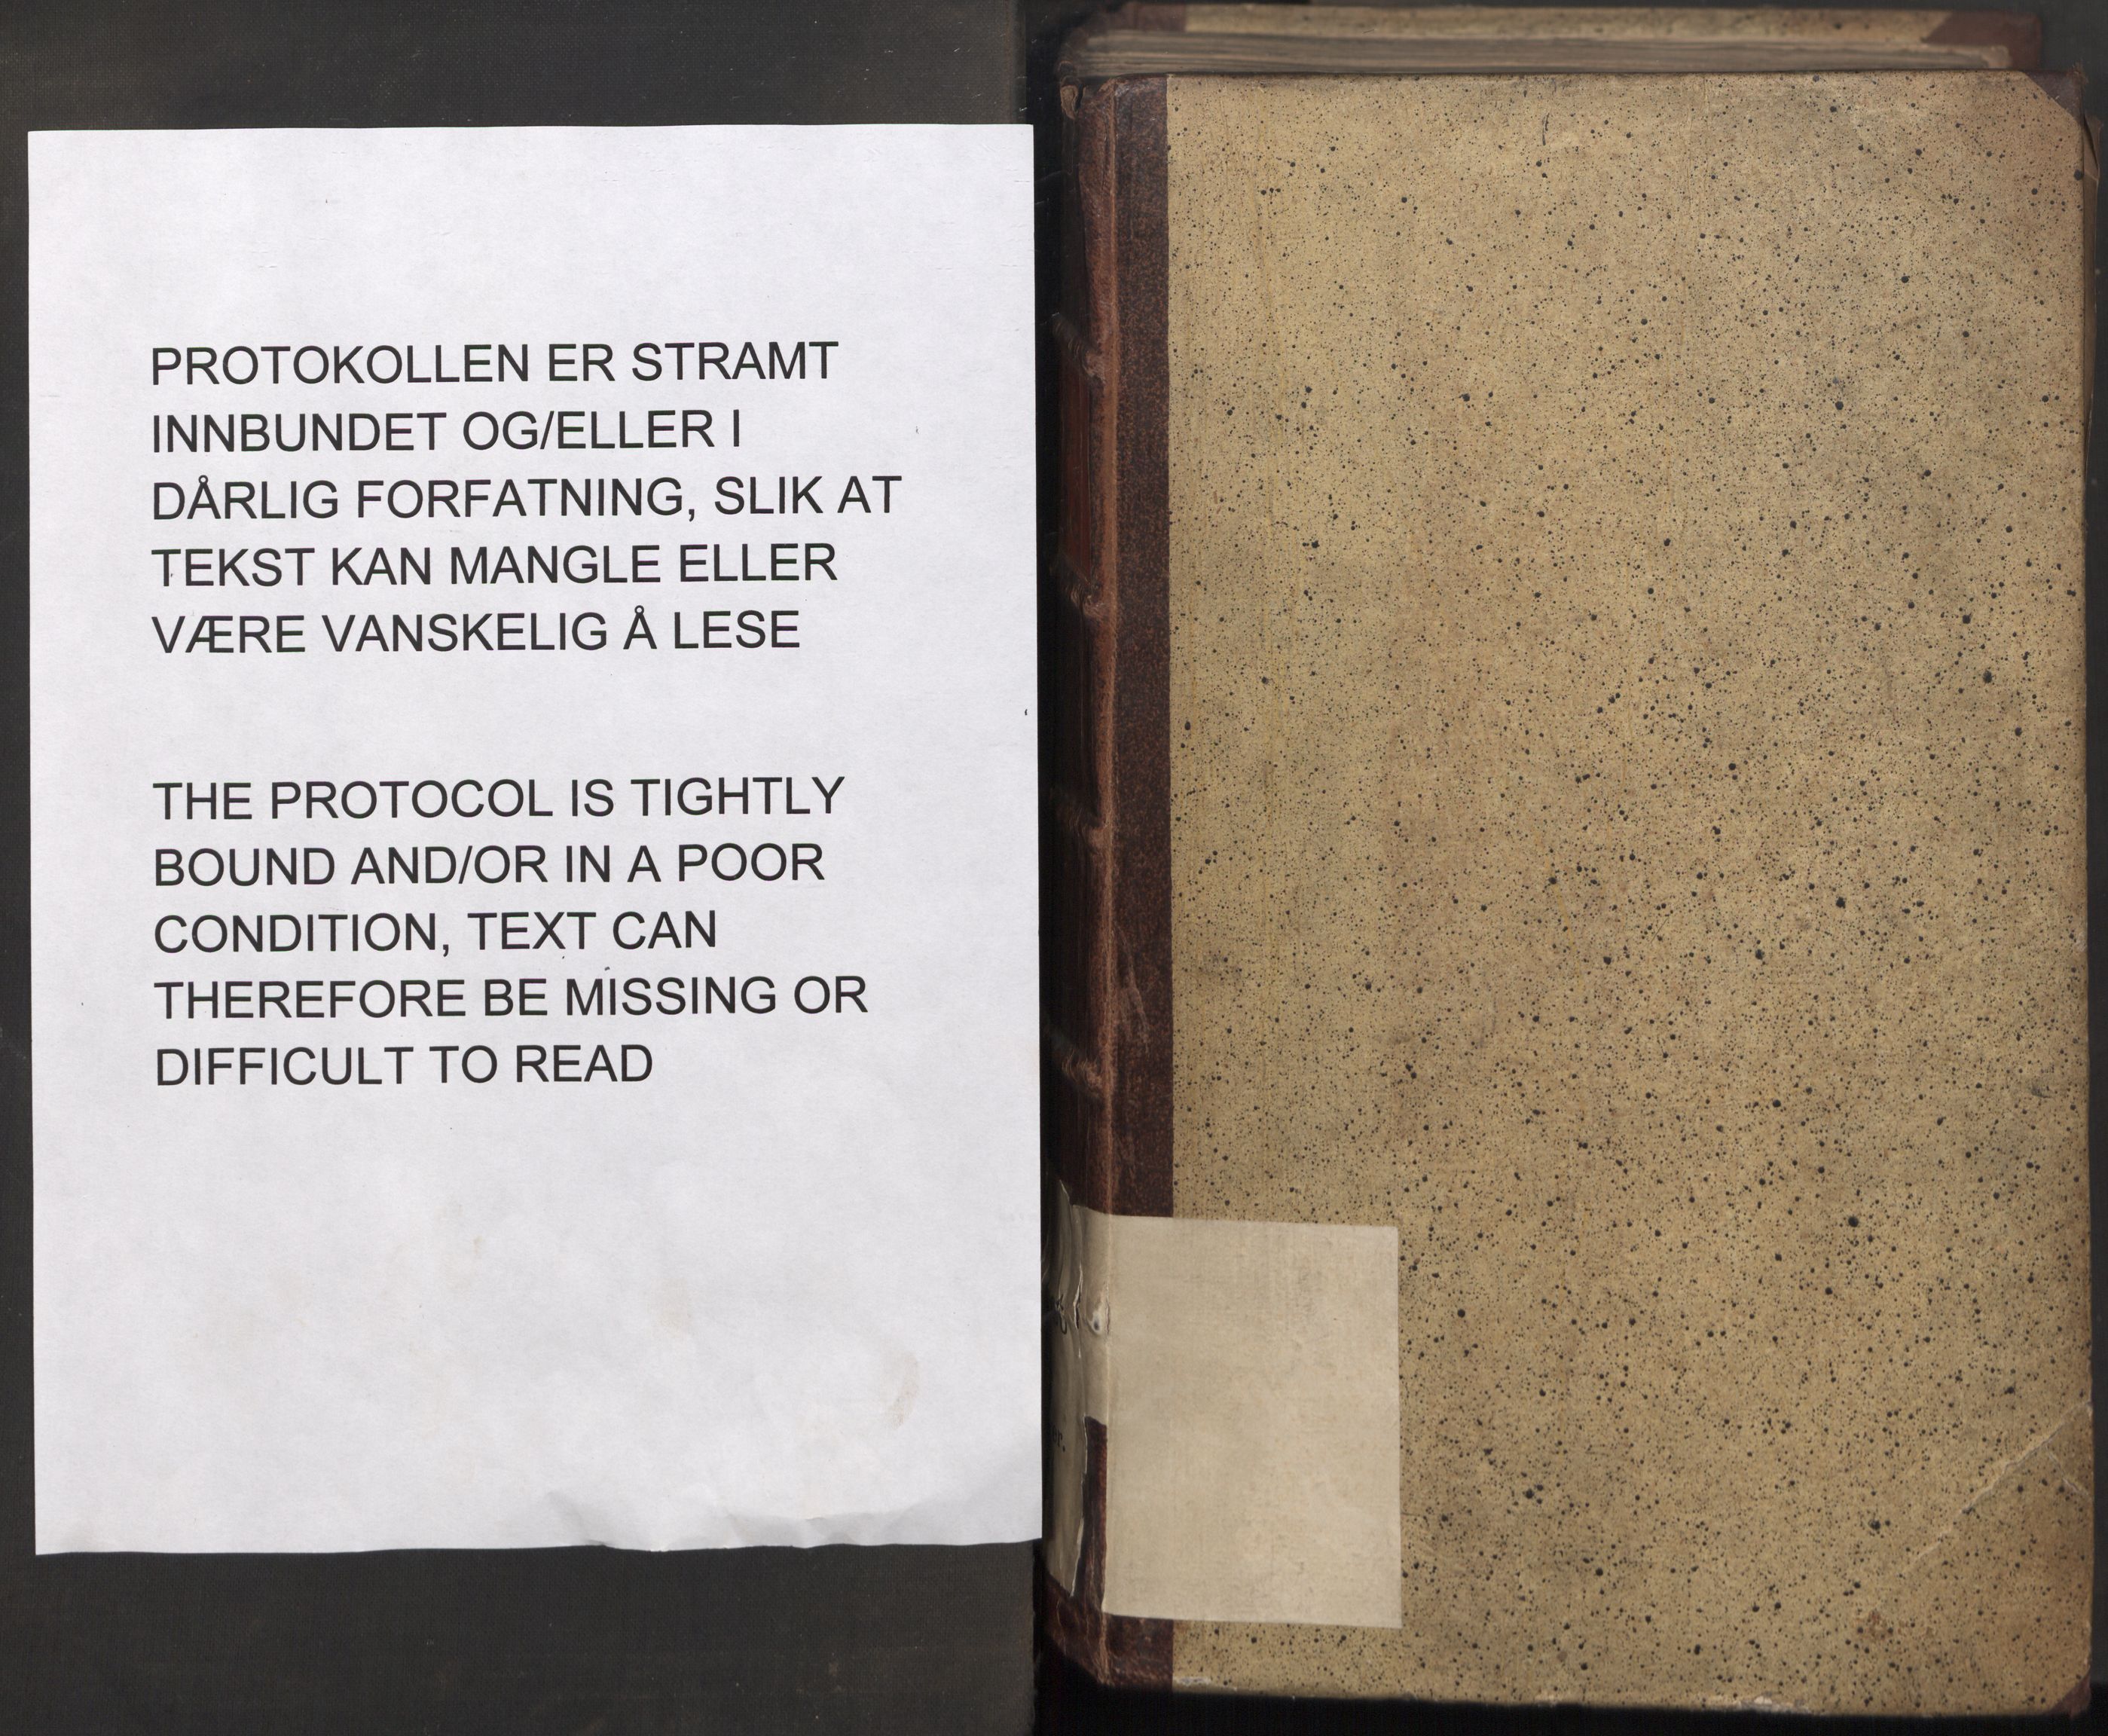 PROTOKOLLEN ER STRAMT
INNBUNDET OG/ELLER I
DÅRLIG FORFATNING, SLIK AT
TEKST KAN MANGLE ELLER
VÆRE VANSKELIG Å LESE
THE PROTOCOL IS TIGHTLY
BOUND AND/OR IN A POOR
CONDITION, TEXT CAN
THEREFORE BE MISSING OR
DIFFICULT TO READ